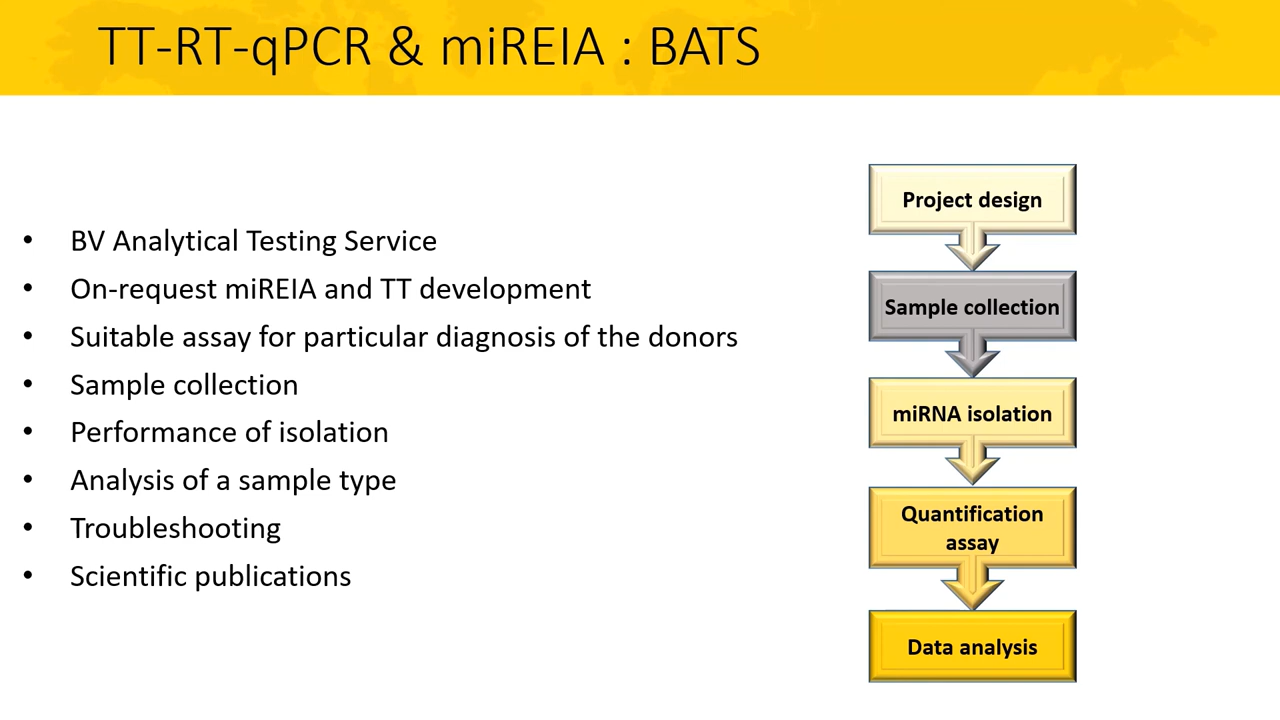 TT-RT-qPCR & miREIA : BATS
• BV Analytical Testing Service
• On-request miREIA and TT development
• Suitable assay for particular diagnosis of the donors
• Sample collection
• Performance of isolation
• Analysis of a sample type
• Troubleshooting
• Scientific publications
Project design
Sample collection
miRNA isolation
Quantification
assay
Data analysis